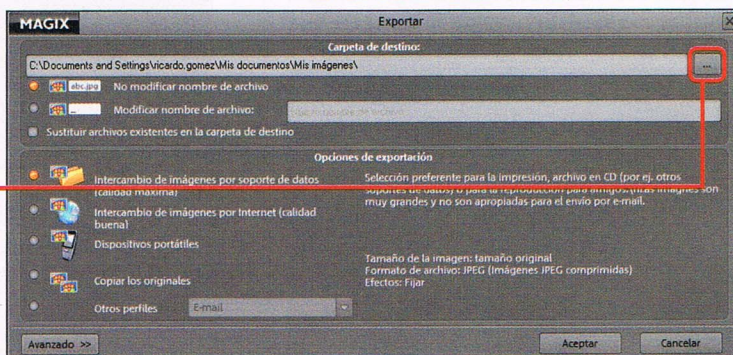 MAGIX
Exportar
Carpeta de destino:
C:\Documents and Settings\ricardo.gomez\Mis documentos\Mis imágenes\
...
abc.jpg No modificar nombre de archivo
Modificar nombre de archivo:
Sustituir archivos existentes en la carpeta de destino
Opciones de exportación
Intercambio de imágenes por soporte de datos
(calidad máxima)
Selección preferente para la impresión, archivo en CD (por ej. otros
soportes de datos) o para la reproducción para amigos.
muy grandes y no son apropiadas para el envío por e-mail.
Intercambio de imágenes por Internet (calidad
buena)
Dispositivos portátiles
Copiar los originales
Tamaño de la imagen: tamaño original
Formato de archivo: JPEG (Imágenes JPEG comprimidas)
Efectos: Fijar
Otros perfiles
E-mail
Avanzado >>
Aceptar
Cancelar